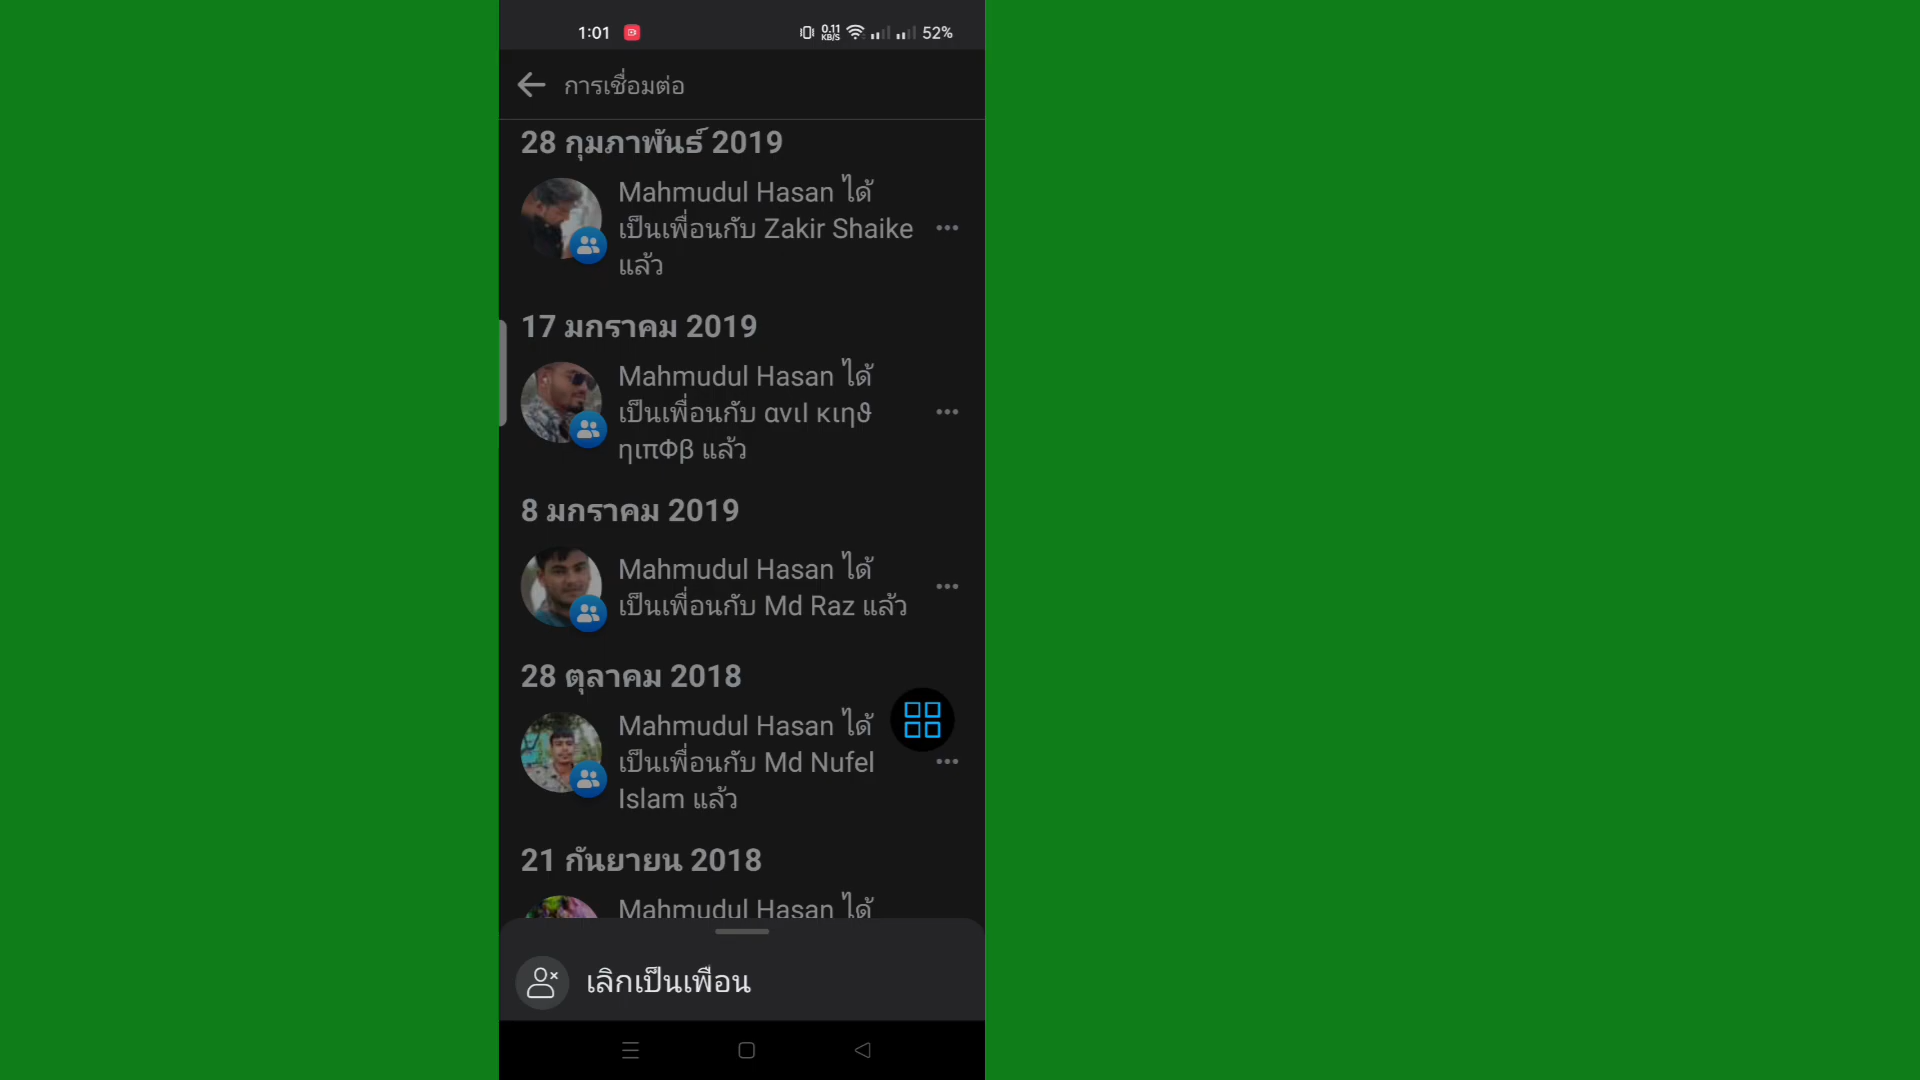 1:01
0.11 KB/S
52%
การเชื่อมต่อ
28 กุมภาพันธ์ 2019
Mahmudul Hasan ได้
เป็นเพื่อนกับ Zakir Shaike
แล้ว
17 มกราคม 2019
Mahmudul Hasan ได้
เป็นเพื่อนกับ ανιl κιηϑ
ηιπΦβ แล้ว
8 มกราคม 2019
Mahmudul Hasan ได้
เป็นเพื่อนกับ Md Raz แล้ว
28 ตุลาคม 2018
Mahmudul Hasan ได้
เป็นเพื่อนกับ Md Nufel
Islam แล้ว
21 กันยายน 2018
Mahmudul Hasan ได้
เลิกเป็นเพื่อน